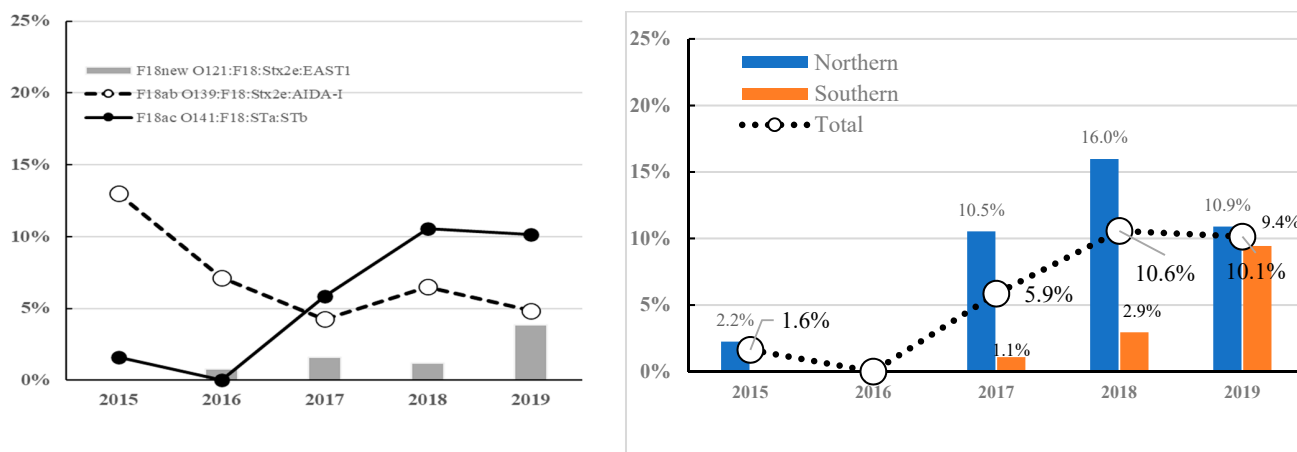 25%
20%
15%
10%
5%
0%
F18new O121:F18:Stx2e:EAST1
F18ab O139:F18:Stx2e:AIDA-I
F18ac O141:F18:STa:STb
2015 2016 2017 2018 2019
25%
20%
15%
10%
5%
0%
Northern
Southern
Total
2.2%
1.6%
10.5%
1.1%
5.9%
16.0%
2.9%
10.6%
10.9%
9.4%
10.1%
2015 2016 2017 2018 2019